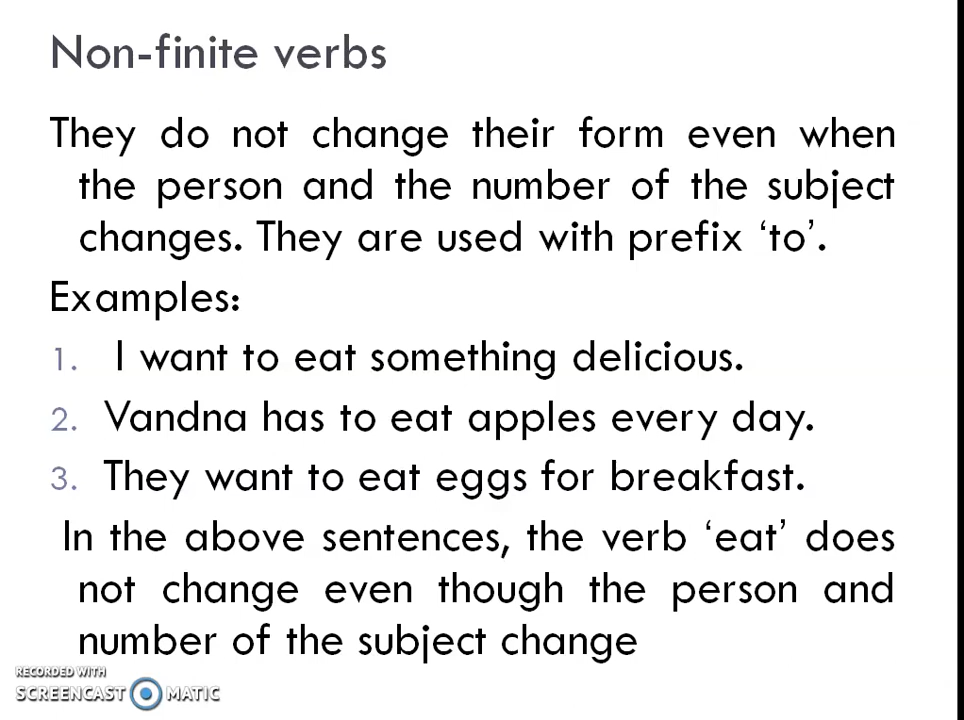 Non-finite verbs
They do not change their form even when
the person and the number of the subject
changes. They are used with prefix ‘to’.
Examples:
1. I want to eat something delicious.
2. Vandna has to eat apples every day.
3. They want to eat eggs for breakfast.
In the above sentences, the verb ‘eat’ does
not change even though the person and
number of the subject change
RECORDED WITH
SCREENCAST MATIC